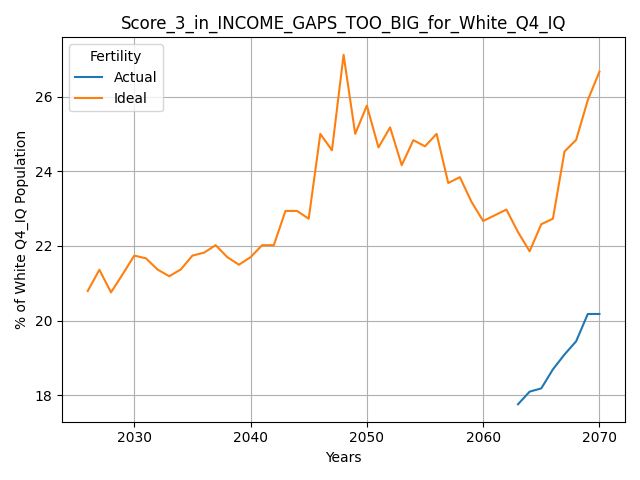 Score_3_in_INCOME_GAPS_TOO_BIG_for_White_Q4_IQ
Fertility
Actual
Ideal
% of White Q4_IQ Population
26
24
22
20
18
2030 2040 2050 2060 2070
Years